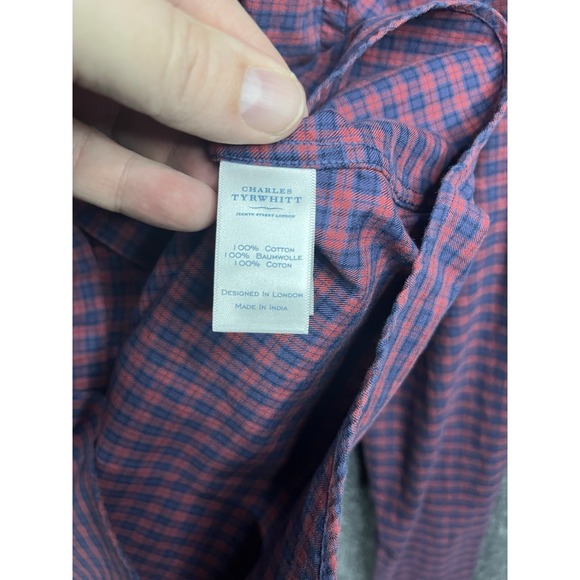 CHARLES
TYRWHITT
JERMYN STREET LONDON
100% COTTON
100% BAUMWOLLE
100% COTON
DESIGNED IN LONDON
MADE IN INDIA